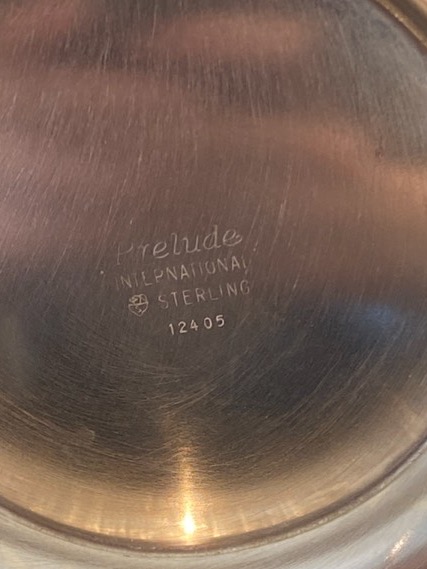 Prelude
INTERNATIONAL
STERLING
12405